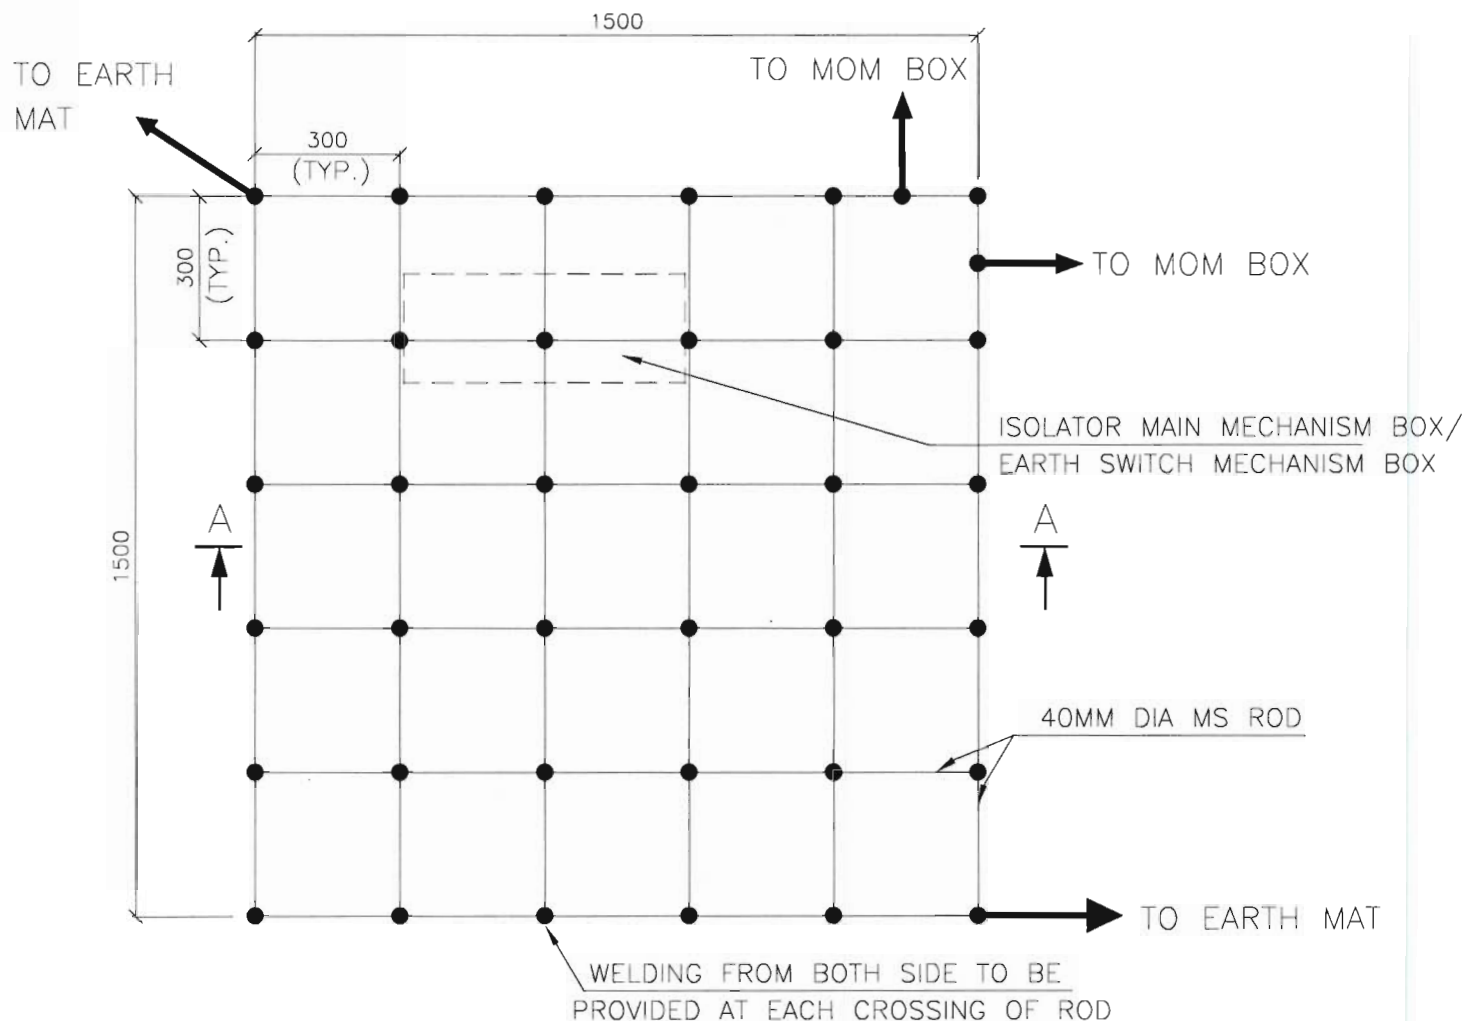 1500
TO EARTH
MAT
TO MOM BOX
300
(TYP.)
300
(TYP.)
TO MOM BOX
ISOLATOR MAIN MECHANISM BOX/
EARTH SWITCH MECHANISM BOX
A
A
1500
40MM DIA MS ROD
TO EARTH MAT
WELDING FROM BOTH SIDE TO BE
PROVIDED AT EACH CROSSING OF ROD